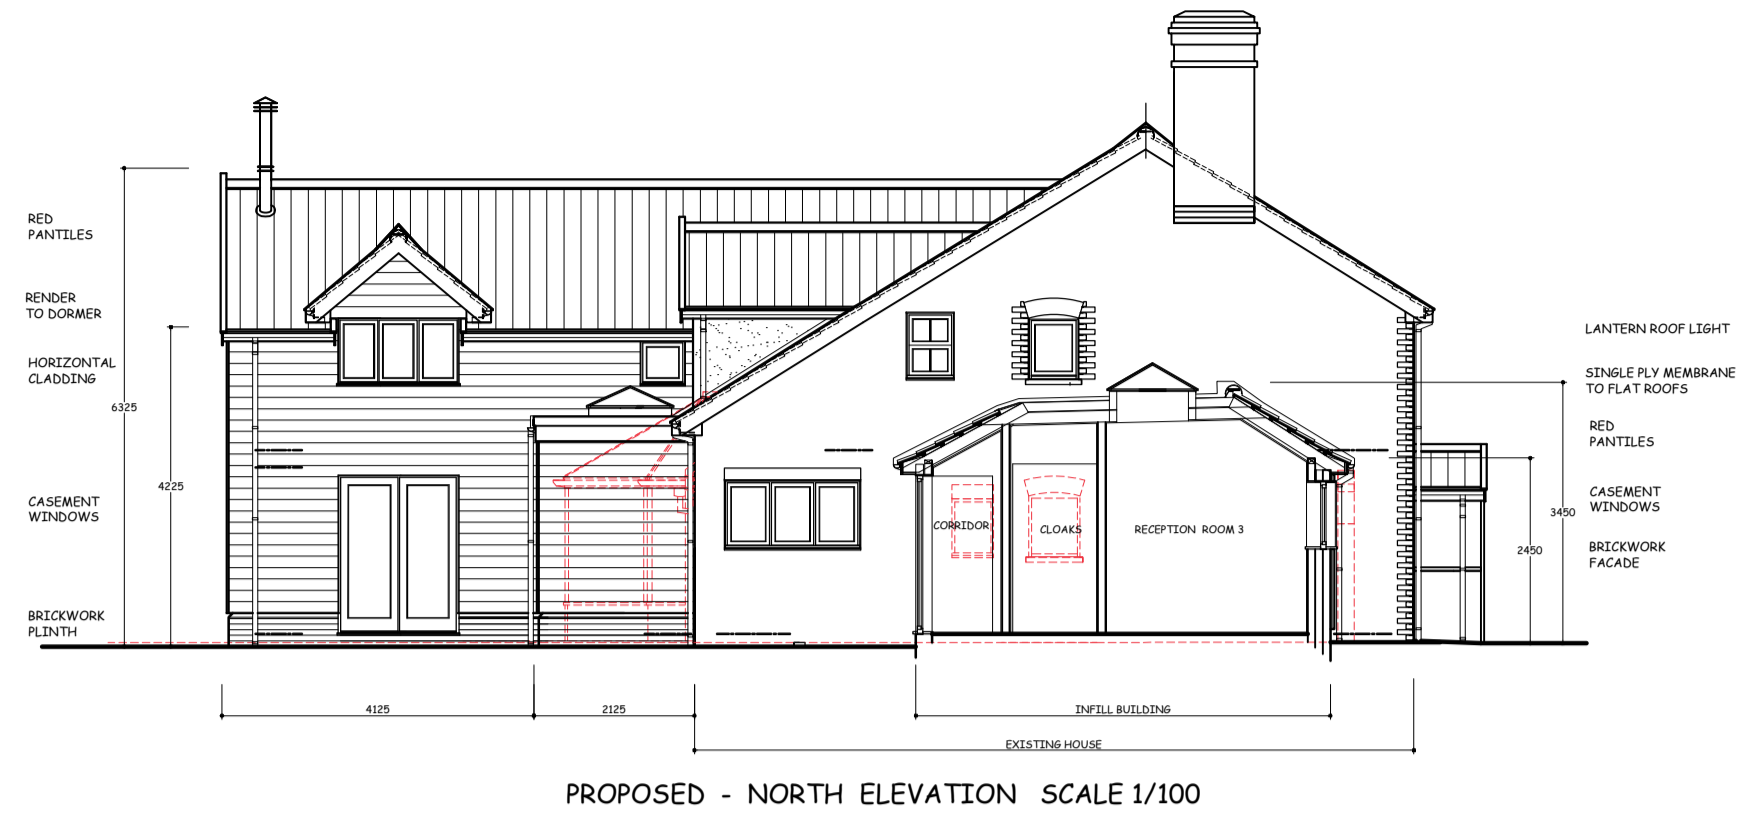 RED
PANTILES
RENDER
TO DORMER
HORIZONTAL
CLADDING
6325
4225
CASEMENT
WINDOWS
BRICKWORK
PLINTH
CORRIDOR
CLOAKS
RECEPTION ROOM 3
LANTERN ROOF LIGHT
SINGLE PLY MEMBRANE
TO FLAT ROOFS
RED
PANTILES
CASEMENT
WINDOWS
3450
2450
BRICKWORK
FACADE
4125
2125
INFILL BUILDING
EXISTING HOUSE
PROPOSED - NORTH ELEVATION SCALE 1/100